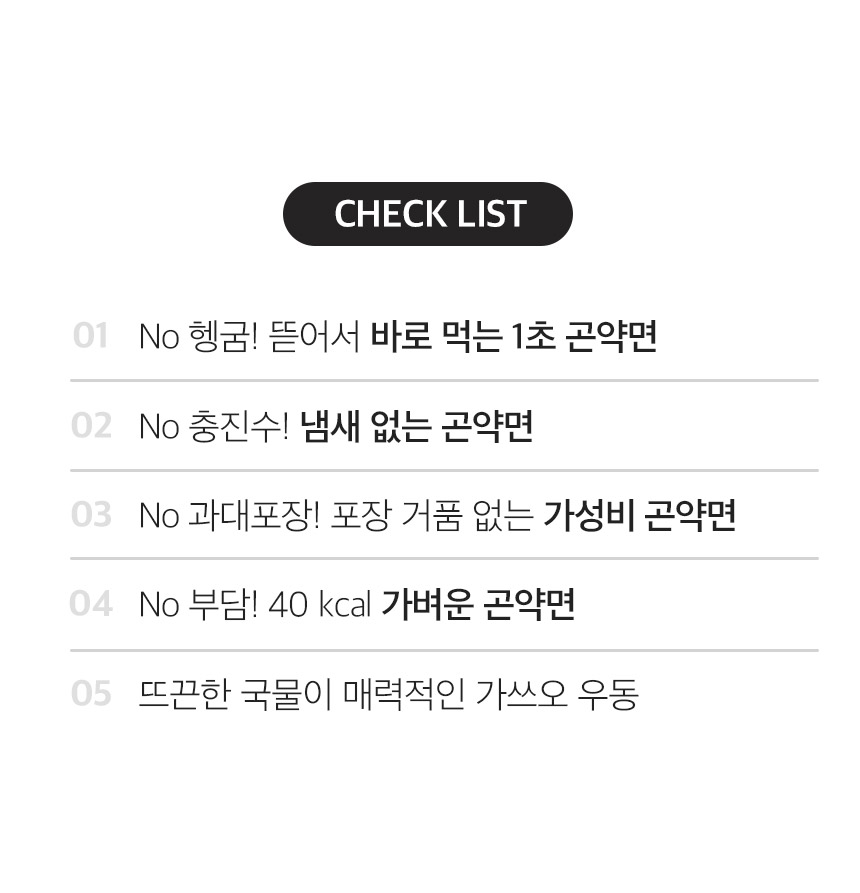 CHECK LIST
01 No 헹굼! 뜯어서 바로 먹는 1초 곤약면
02 No 충진수! 냄새 없는 곤약면
03 No 과대포장! 포장 거품 없는 가성비 곤약면
04 No 부담! 40 kcal 가벼운 곤약면
05 뜨끈한 국물이 매력적인 가쓰오 우동